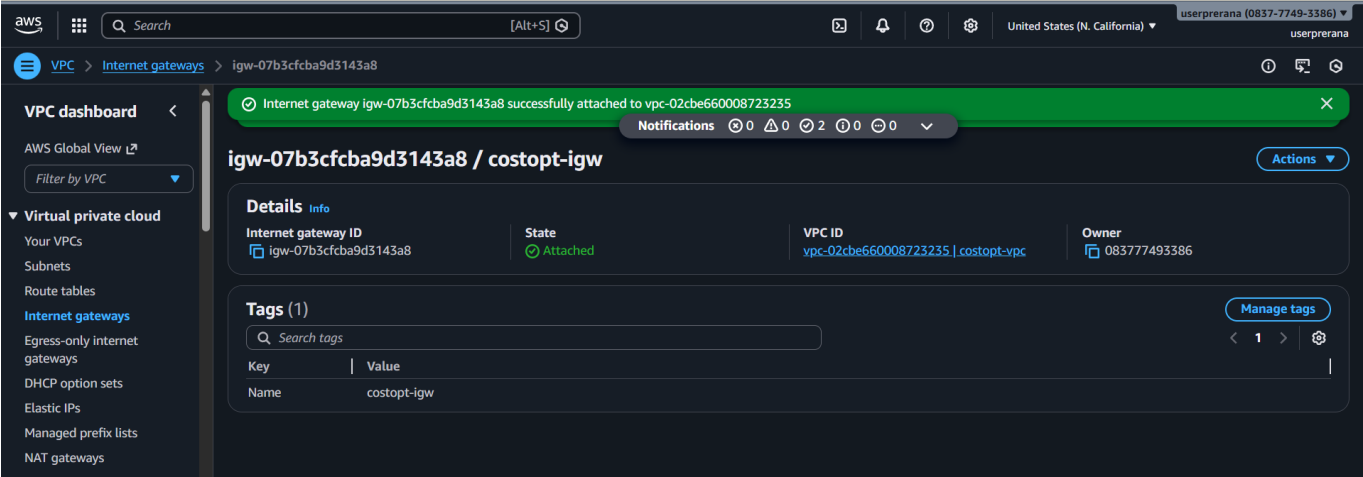 aws
Search [Alt+S]
United States (N. California)
userprerana (0837-7749-3386)
userprerana
VPC > Internet gateways > igw-07b3cfcba9d3143a8
VPC dashboard
AWS Global View
Filter by VPC
Virtual private cloud
Your VPCs
Subnets
Route tables
Internet gateways
Egress-only internet
gateways
DHCP option sets
Elastic IPs
Managed prefix lists
NAT gateways
Internet gateway igw-07b3cfcba9d3143a8 successfully attached to vpc-02cbe660008723235
Notifications 0 0 2 0 0
igw-07b3cfcba9d3143a8 / costopt-igw
Actions
Details Info
Internet gateway ID
igw-07b3cfcba9d3143a8
State
Attached
VPC ID
vpc-02cbe660008723235 | costopt-vpc
Owner
083777493386
Tags (1)
Manage tags
Search tags
1
Key Value
Name costopt-igw